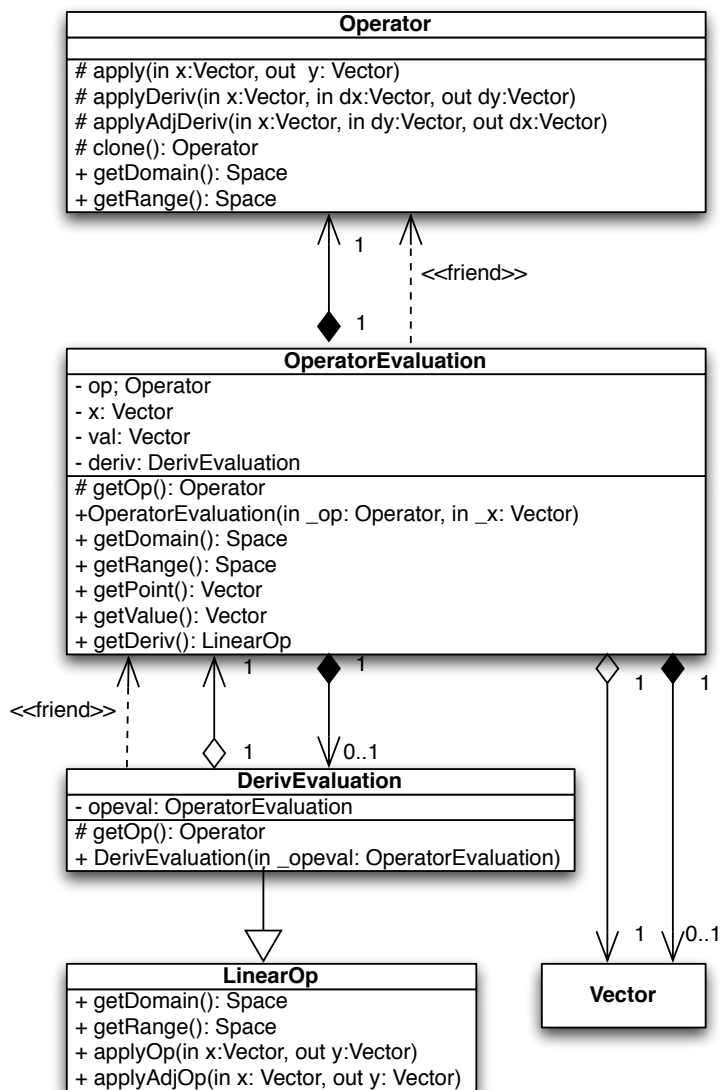 Operator
# apply(in x:Vector, out y: Vector)
# applyDeriv(in x:Vector, in dx:Vector, out dy:Vector)
# applyAdjDeriv(in x:Vector, in dy:Vector, out dx:Vector)
# clone(): Operator
+ getDomain(): Space
+ getRange(): Space
1
<<friend>>
1
OperatorEvaluation
- op; Operator
- x: Vector
- val: Vector
- deriv: DerivEvaluation
# getOp(): Operator
+OperatorEvaluation(in _op: Operator, in _x: Vector)
+ getDomain(): Space
+ getRange(): Space
+ getPoint(): Vector
+ getValue(): Vector
+ getDeriv(): LinearOp
1 1 1 1
<<friend>>
1 0..1
DerivEvaluation
- opeval: OperatorEvaluation
# getOp(): Operator
+ DerivEvaluation(in _opeval: OperatorEvaluation)
1 0..1
LinearOp
+ getDomain(): Space
+ getRange(): Space
+ applyOp(in x:Vector, out y:Vector)
+ applyAdjOp(in x: Vector, out y: Vector)
Vector